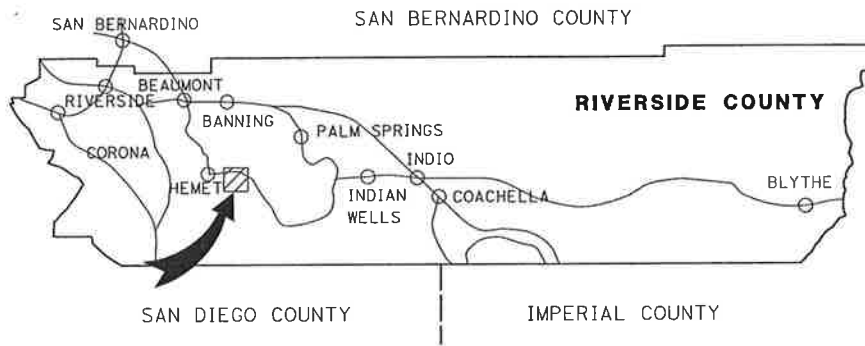 SAN BERNARDINO COUNTY
SAN BERNARDINO
BEAUMONT
RIVERSIDE
RIVERSIDE COUNTY
BANNING
PALM SPRINGS
CORONA
INDIO
HEMET
INDIAN
WELLS
COACHELLA
BLYTHE
SAN DIEGO COUNTY
IMPERIAL COUNTY